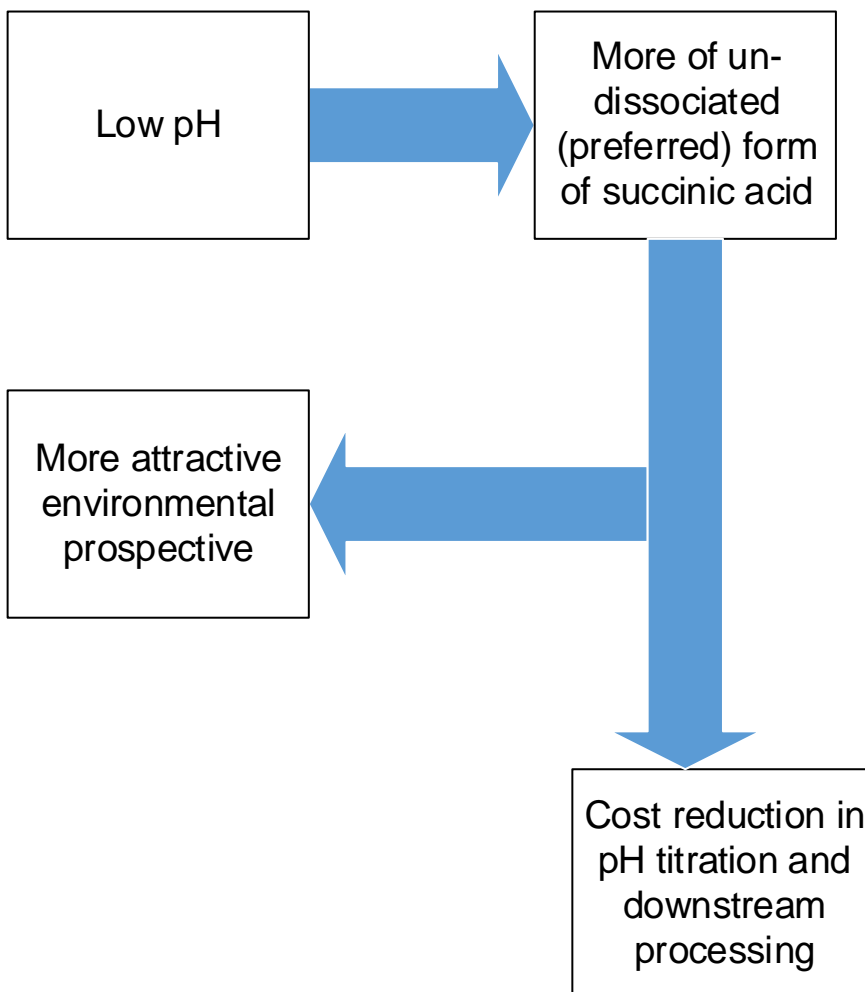 Low pH
More of un-
dissociated
(preferred) form
of succinic acid
More attractive
environmental
prospective
Cost reduction in
pH titration and
downstream
processing